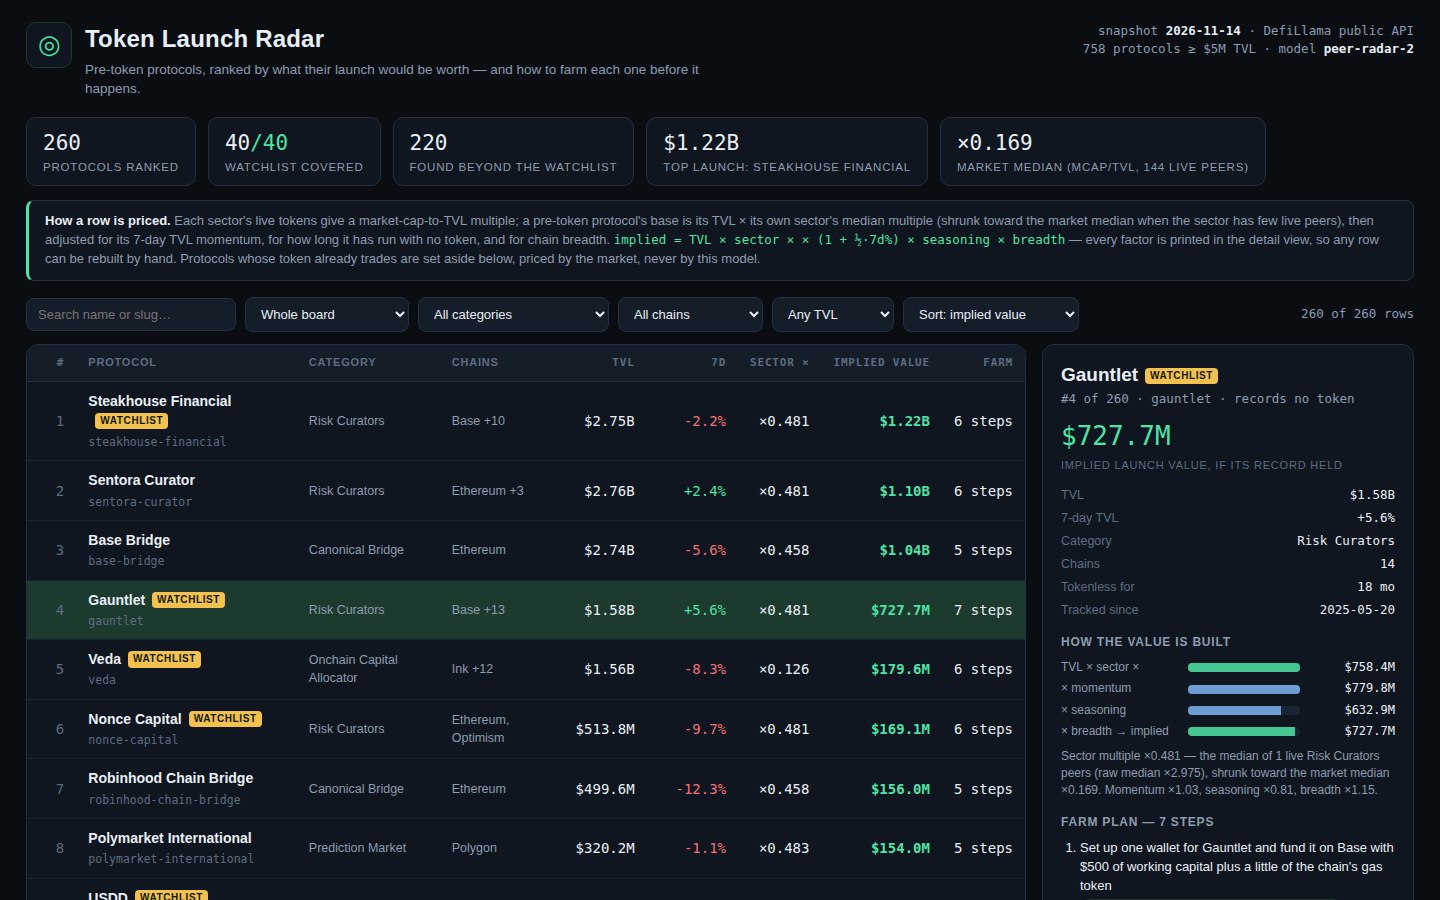 Token Launch Radar
Pre-token protocols, ranked by what their launch would be worth — and how to farm each one before it
happens.
snapshot 2026-11-14 · DefiLlama public API
758 protocols ≥ $5M TVL · model peer-radar-2
260
PROTOCOLS RANKED
40/40
WATCHLIST COVERED
220
FOUND BEYOND THE WATCHLIST
$1.22B
TOP LAUNCH: STEAKHOUSE FINANCIAL
×0.169
MARKET MEDIAN (MCAP/TVL, 144 LIVE PEERS)
How a row is priced. Each sector's live tokens give a market-cap-to-TVL multiple; a pre-token protocol's base is its TVL × its own sector's median multiple (shrunk toward the market median when the sector has few live peers), then
adjusted for its 7-day TVL momentum, for how long it has run with no token, and for chain breadth. implied = TVL × sector × × (1 + ½·7d%) × seasoning × breadth — every factor is printed in the detail view, so any row
can be rebuilt by hand. Protocols whose token already trades are set aside below, priced by the market, never by this model.
Search name or slug…
Whole board
All categories
All chains
Any TVL
Sort: implied value
260 of 260 rows
# PROTOCOL CATEGORY CHAINS TVL 7D SECTOR × IMPLIED VALUE FARM
1 Steakhouse Financial WATCHLIST steakhouse-financial Risk Curators Base +10 $2.75B -2.2% ×0.481 $1.22B 6 steps
2 Sentora Curator sentora-curator Risk Curators Ethereum +3 $2.76B +2.4% ×0.481 $1.10B 6 steps
3 Base Bridge base-bridge Canonical Bridge Ethereum $2.74B -5.6% ×0.458 $1.04B 5 steps
4 Gauntlet WATCHLIST gauntlet Risk Curators Base +13 $1.58B +5.6% ×0.481 $727.7M 7 steps
5 Veda WATCHLIST veda Onchain Capital Allocator Ink +12 $1.56B -8.3% ×0.126 $179.6M 6 steps
6 Nonce Capital WATCHLIST nonce-capital Risk Curators Ethereum, Optimism $513.8M -9.7% ×0.481 $169.1M 6 steps
7 Robinhood Chain Bridge robinhood-chain-bridge Canonical Bridge Ethereum $499.6M -12.3% ×0.458 $156.0M 5 steps
8 Polymarket International polymarket-international Prediction Market Polygon $320.2M -1.1% ×0.483 $154.0M 5 steps
USDD WATCHLIST
Gauntlet WATCHLIST
#4 of 260 · gauntlet · records no token
$727.7M
IMPLIED LAUNCH VALUE, IF ITS RECORD HELD
TVL $1.58B
7-day TVL +5.6%
Category Risk Curators
Chains 14
Tokenless for 18 mo
Tracked since 2025-05-20
HOW THE VALUE IS BUILT
TVL × sector × $758.4M
× momentum $779.8M
× seasoning $632.9M
× breadth → implied $727.7M
Sector multiple ×0.481 — the median of 1 live Risk Curators
peers (raw median ×2.975), shrunk toward the market median
×0.169. Momentum ×1.03, seasoning ×0.81, breadth ×1.15.
FARM PLAN — 7 STEPS
1. Set up one wallet for Gauntlet and fund it on Base with
$500 of working capital plus a little of the chain's gas
token